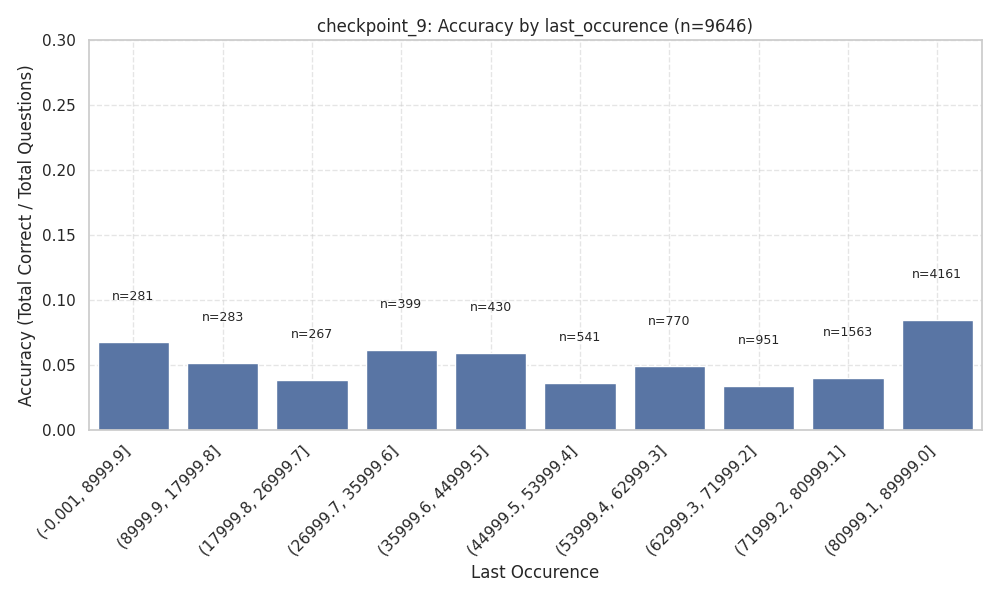 checkpoint_9: Accuracy by last_occurence (n=9646)
Accuracy (Total Correct / Total Questions)
0.30
0.25
0.20
0.15
0.10
0.05
0.00
n=281
n=283
n=267
n=399
n=430
n=541
n=770
n=951
n=1563
n=4161
(-0.001, 8999.9]
(8999.9, 17999.8]
(17999.8, 26999.7]
(26999.7, 35999.6]
(35999.6, 44999.5]
(44999.5, 53999.4]
(53999.4, 62999.3]
(62999.3, 71999.2]
(71999.2, 80999.1]
(80999.1, 89999.0]
Last Occurence